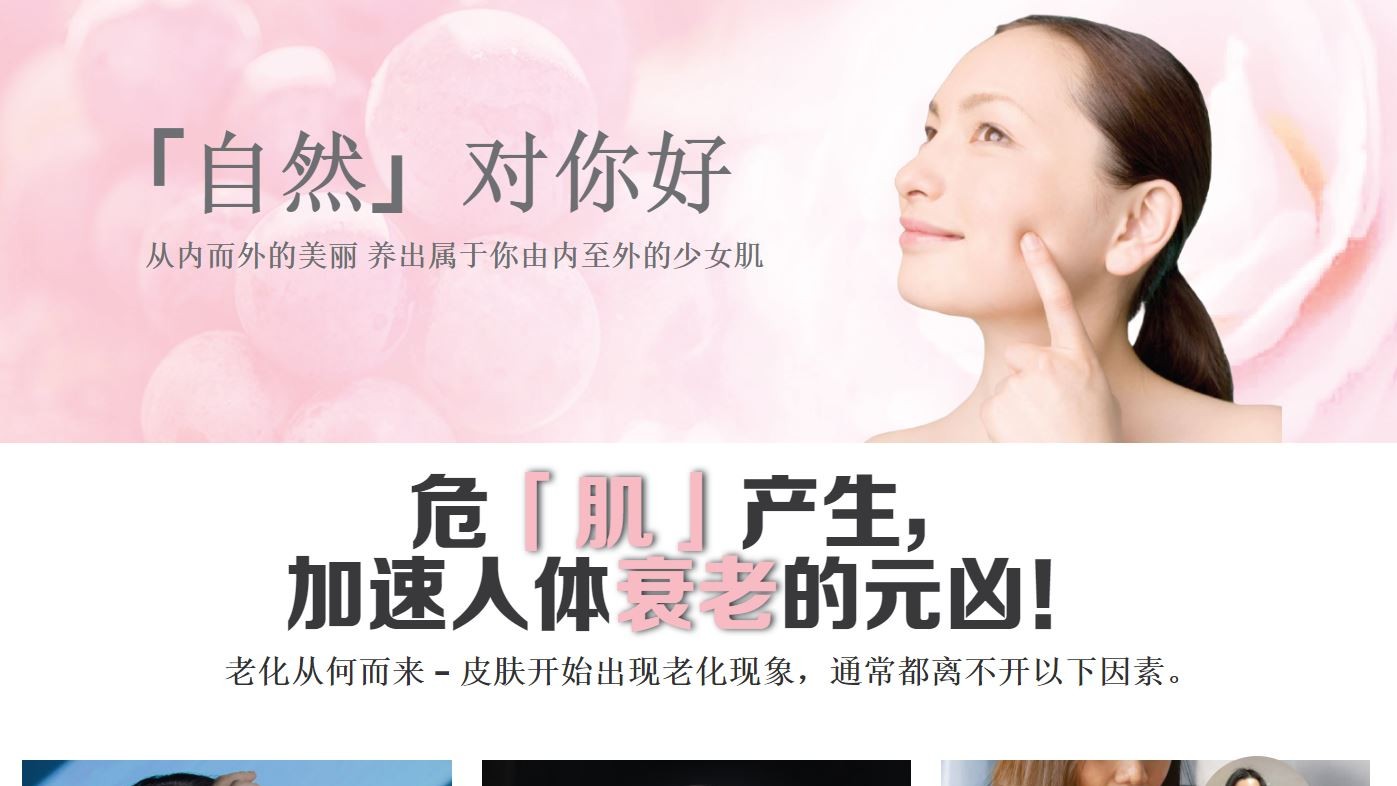 「自然」对你好
从内而外的美丽 养出属于你由内至外的少女肌
危「肌」产生,
加速人体衰老的元凶!
老化从何而来 – 皮肤开始出现老化现象，通常都离不开以下因素。